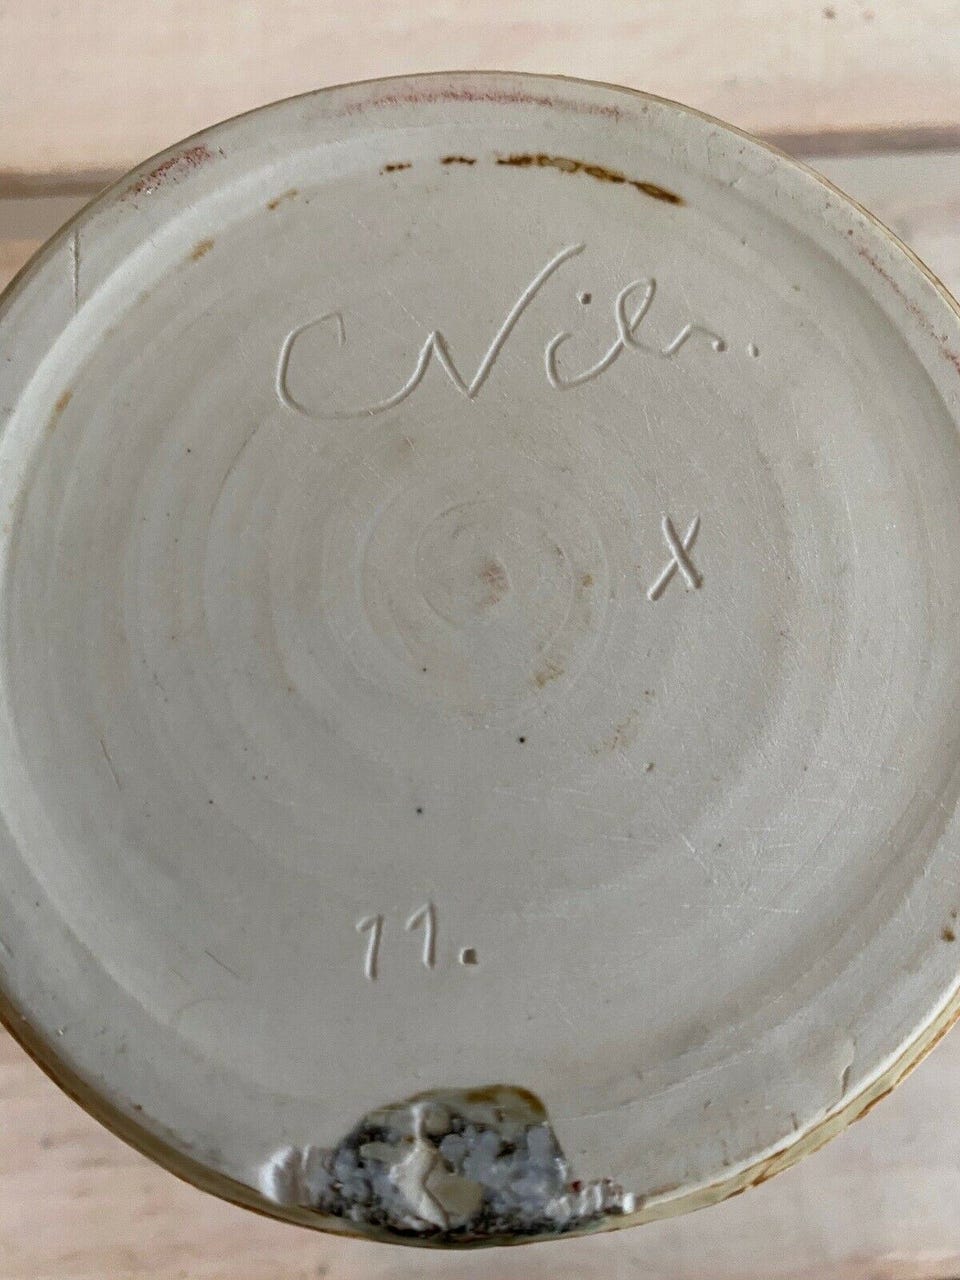 CNils.
X
11.